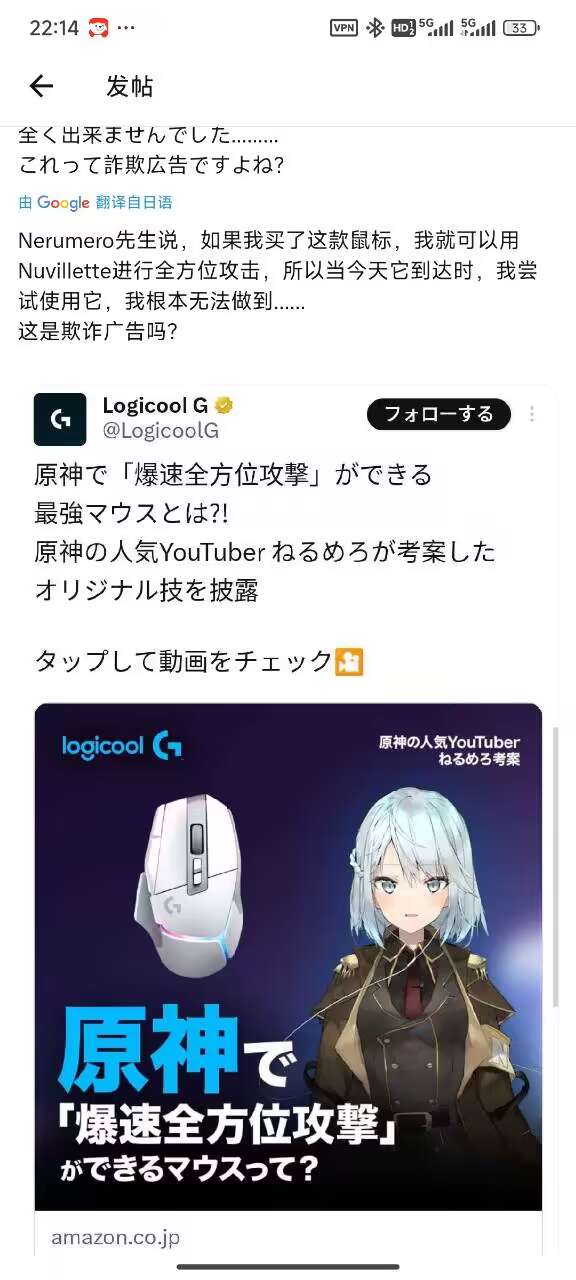 22:14
VPN
HD 1 2
5G
5G
33
发帖
全く出来ませんでした………
これって詐欺広告ですよね?
由 Google 翻译自日语
Nerumero先生说，如果我买了这款鼠标，我就可以用
Nuvillette进行全方位攻击，所以当今天它到达时，我尝
试使用它，我根本无法做到……
这是欺诈广告吗?
Logicool G
@LogicoolG
フォローする
原神で「爆速全方位攻撃」ができる
最強マウスとは?!
原神の人気YouTuber ねるめろが考案した
オリジナル技を披露
タップして動画をチェック
logicool G
原神の人気YouTuber
ねるめろ考案
原神で
「爆速全方位攻撃」
ができるマウスって？
amazon.co.jp